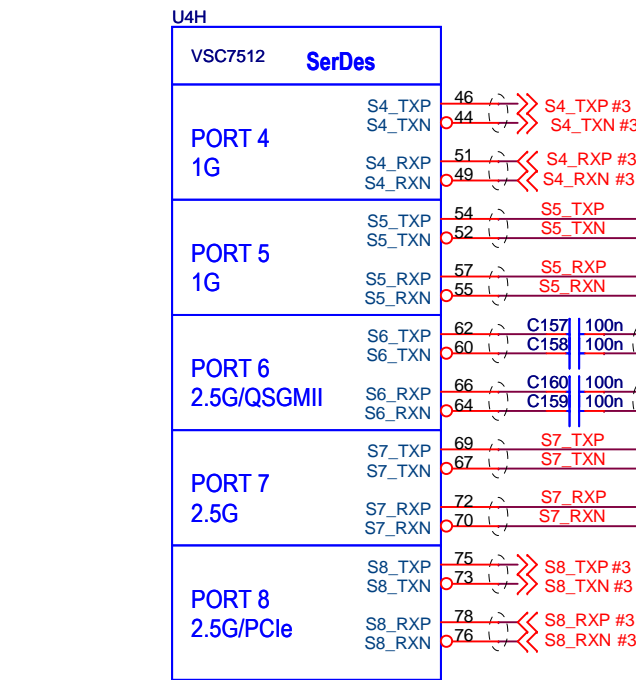 U4H
VSC7512 SerDes
S4_TXP 46 S4_TXP #3
S4_TXN 44 S4_TXN #3
PORT 4
1G
S4_RXP 51 S4_RXP #3
S4_RXN 49 S4_RXN #3
S5_TXP 54 S5_TXP
S5_TXN 52 S5_TXN
PORT 5
1G
S5_RXP 57 S5_RXP
S5_RXN 55 S5_RXN
S6_TXP 62 C157 100n
S6_TXN 60 C158 100n
PORT 6
2.5G/QSGMII
S6_RXP 66 C160 100n
S6_RXN 64 C159 100n
S7_TXP 69 S7_TXP
S7_TXN 67 S7_TXN
PORT 7
2.5G
S7_RXP 72 S7_RXP
S7_RXN 70 S7_RXN
S8_TXP 75 S8_TXP #3
S8_TXN 73 S8_TXN #3
PORT 8
2.5G/PCIe
S8_RXP 78 S8_RXP #3
S8_RXN 76 S8_RXN #3